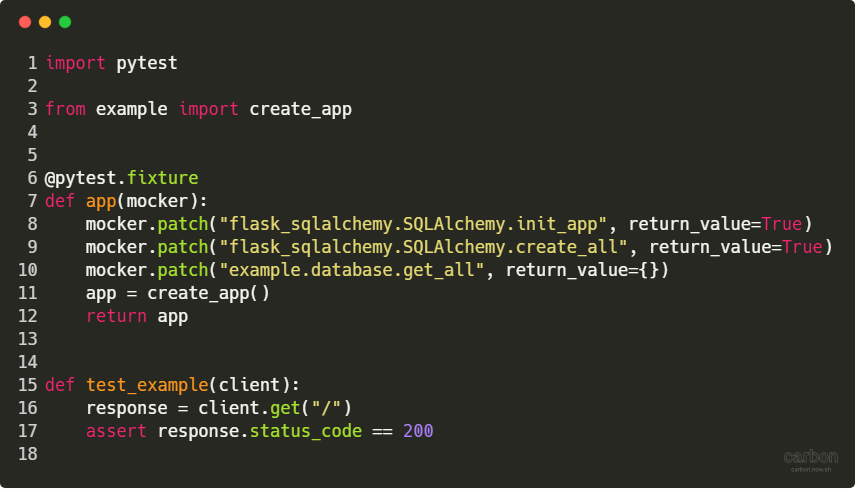 1 import pytest
2
3 from example import create_app
4
5
6 @pytest.fixture
7 def app(mocker):
8     mocker.patch("flask_sqlalchemy.SQLAlchemy.init_app", return_value=True)
9     mocker.patch("flask_sqlalchemy.SQLAlchemy.create_all", return_value=True)
10     mocker.patch("example.database.get_all", return_value={})
11     app = create_app()
12     return app
13
14
15 def test_example(client):
16     response = client.get("/")
17     assert response.status_code == 200
18
carbon
carbon.now.sh